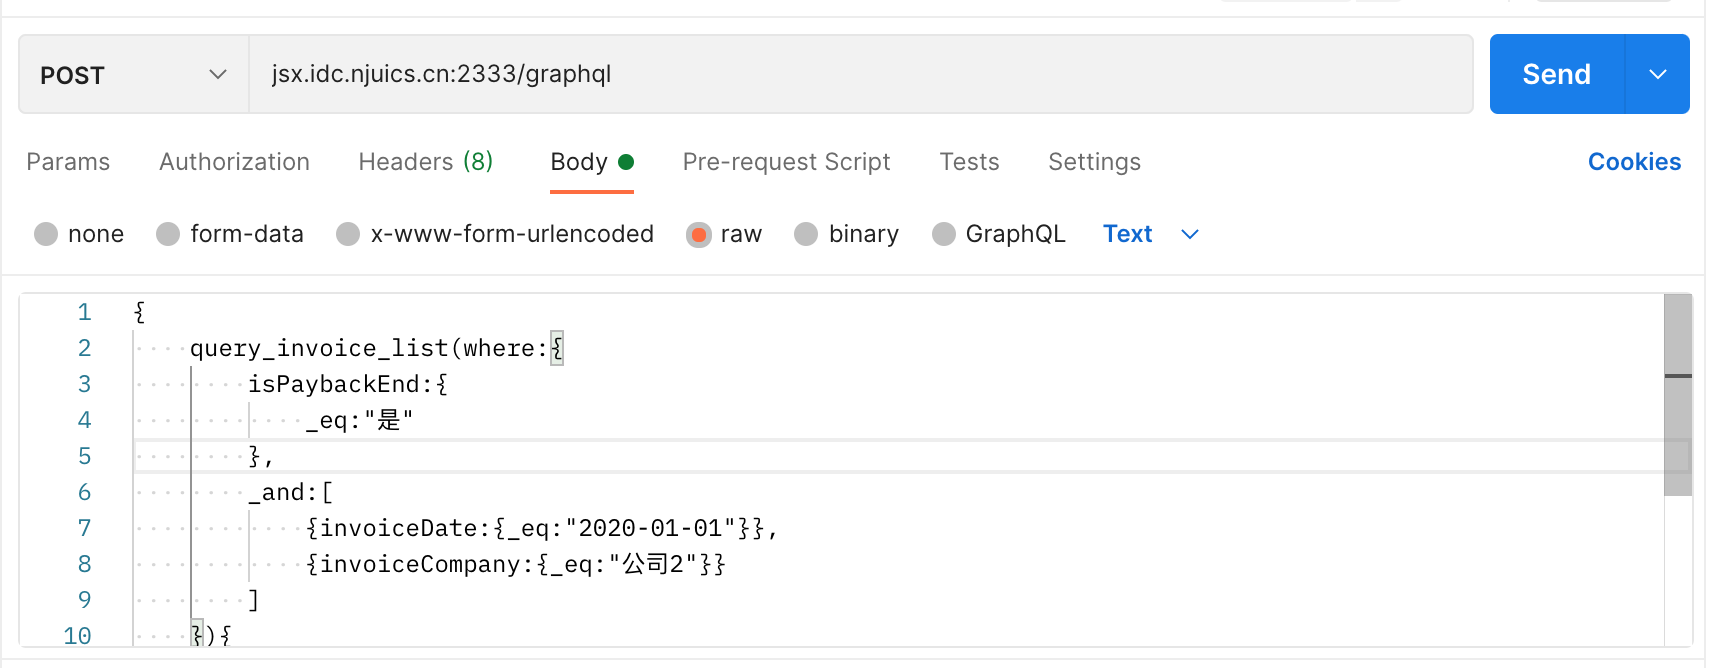 POST jsx.idc.njuics.cn:2333/graphql Send
Params Authorization Headers (8) Body Pre-request Script Tests Settings Cookies
none form-data x-www-form-urlencoded raw binary GraphQL Text
1 {
2 query_invoice_list(where:{
3 isPaybackEnd:{
4 _eq:"是"
5 },
6 _and:[
7 {invoiceDate:{_eq:"2020-01-01"}},
8 {invoiceCompany:{_eq:"公司2"}}
9 ]
10 }){